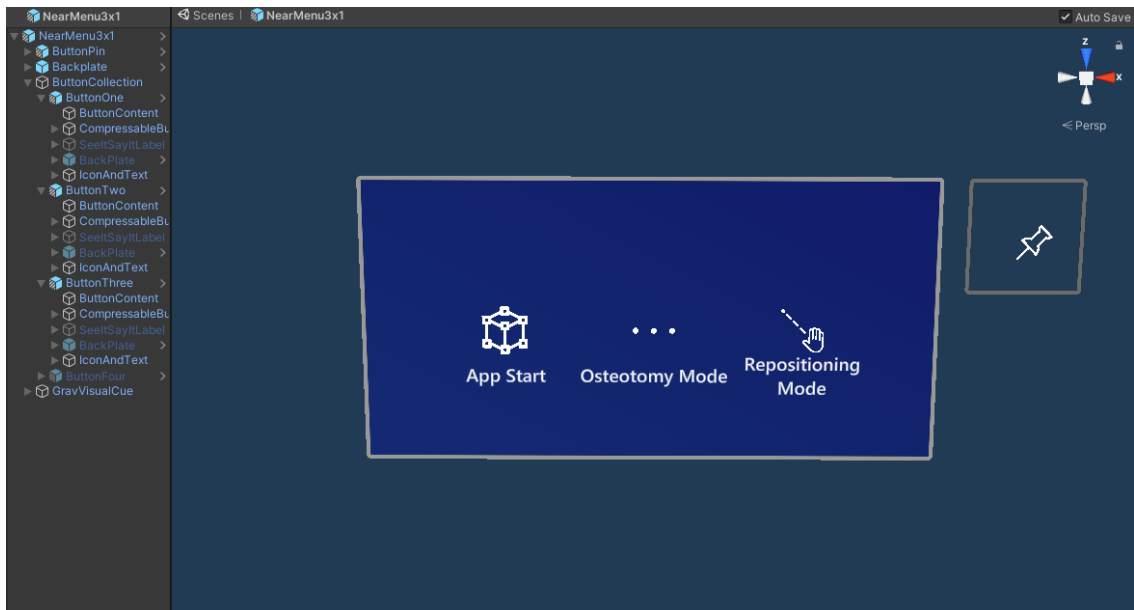 NearMenu3x1
Scenes | NearMenu3x1
Auto Save
NearMenu3x1
ButtonPin
Backplate
ButtonCollection
ButtonOne
ButtonContent
CompressableBu
SeeItSayItLabel
BackPlate
IconAndText
ButtonTwo
ButtonContent
CompressableBu
SeeItSayItLabel
BackPlate
IconAndText
ButtonThree
ButtonContent
CompressableBu
SeeItSayItLabel
BackPlate
IconAndText
ButtonFour
GravVisualCue
z
x
Persp
App Start
Osteotomy Mode
Repositioning
Mode